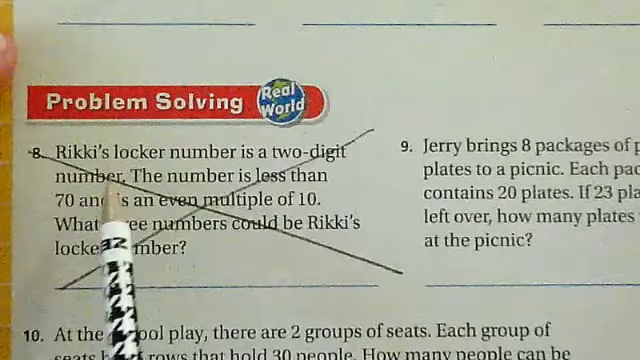 Problem Solving Real World
8. Rikki's locker number is a two-digit
number. The number is less than
70 and is an even multiple of 10.
What numbers could be Rikki's
locker number?
9. Jerry brings 8 packages of
plates to a picnic. Each
contains 20 plates. If 23
left over, how many plates
at the picnic?
10. At the school play, there are 2 groups of seats. Each group of
seats rows that hold 30 people. How many people can be